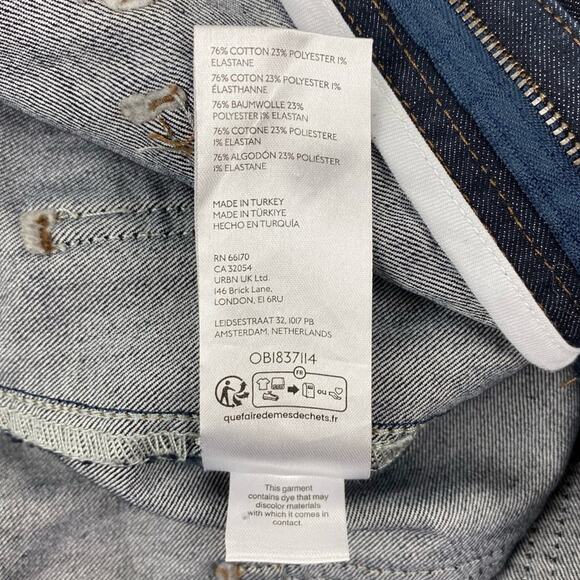 76% COTTON 23% POLYESTER 1%
ELASTANE
76% COTON 23% POLYESTER 1%
ÉLASTHANNE
76% BAUMWOLLE 23%
POLYESTER 1% ELASTAN
76% COTONE 23% POLIESTERE
1% ELASTAN
76% ALGODÓN 23% POLIÉSTER
1% ELASTANE
MADE IN TURKEY
MADE IN TÜRKIYE
HECHO EN TURQUÍA
RN 66170
CA 32054
URBN UK Ltd.
146 Brick Lane,
LONDON, E1 6RU
LEIDSESTRAAT 32, 1017 PB
AMSTERDAM, NETHERLANDS
OB1837114
FR
OU
quefairedemesdechets.fr
This garment
contains dye that may
discolor materials
with which it comes in
contact.